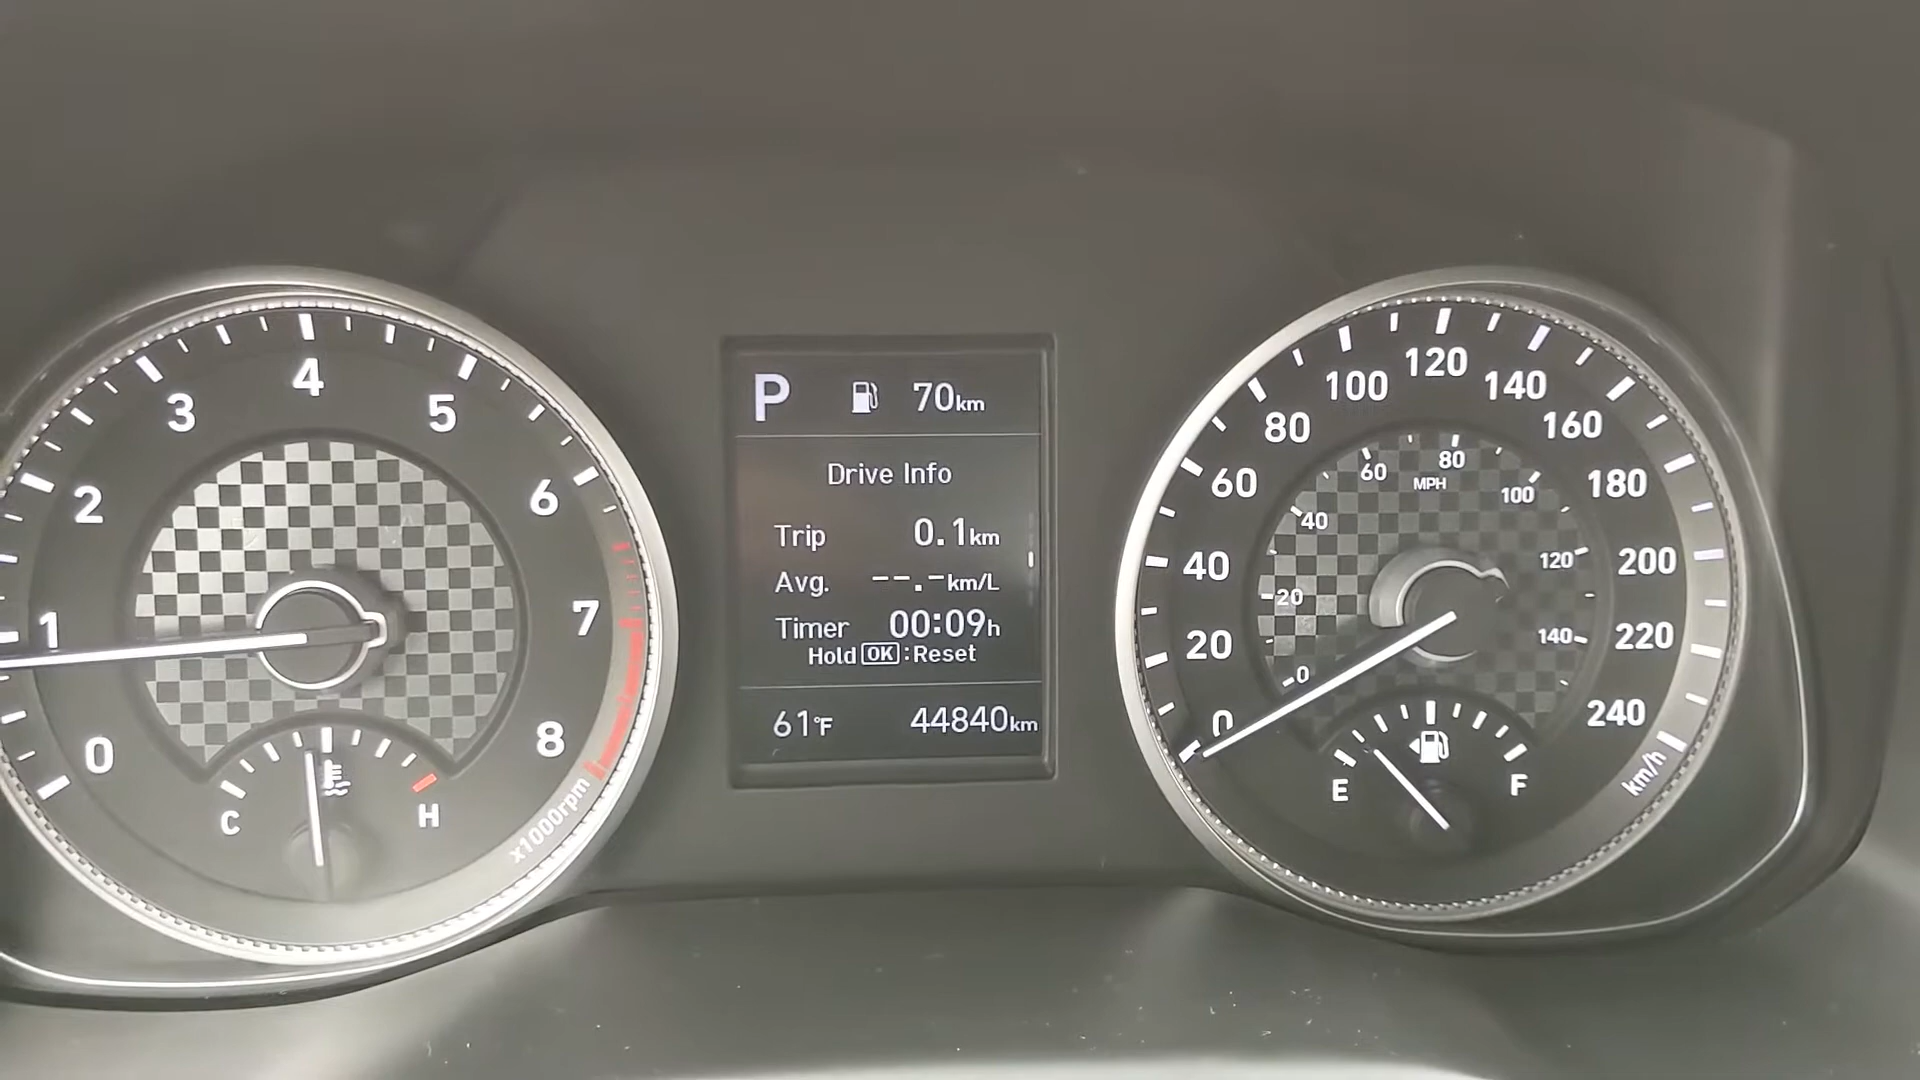 0
1
2
3
4
5
6
7
8
x1000rpm
C
H
P 70km
Drive Info
Trip 0.1km
Avg. --.-km/L
Timer 00:09h
Hold OK:Reset
61°F 44840km
0
20
40
60
80
100
120
140
160
180
200
220
240
km/h
0
20
40
60
80
100
120
140
MPH
E
F